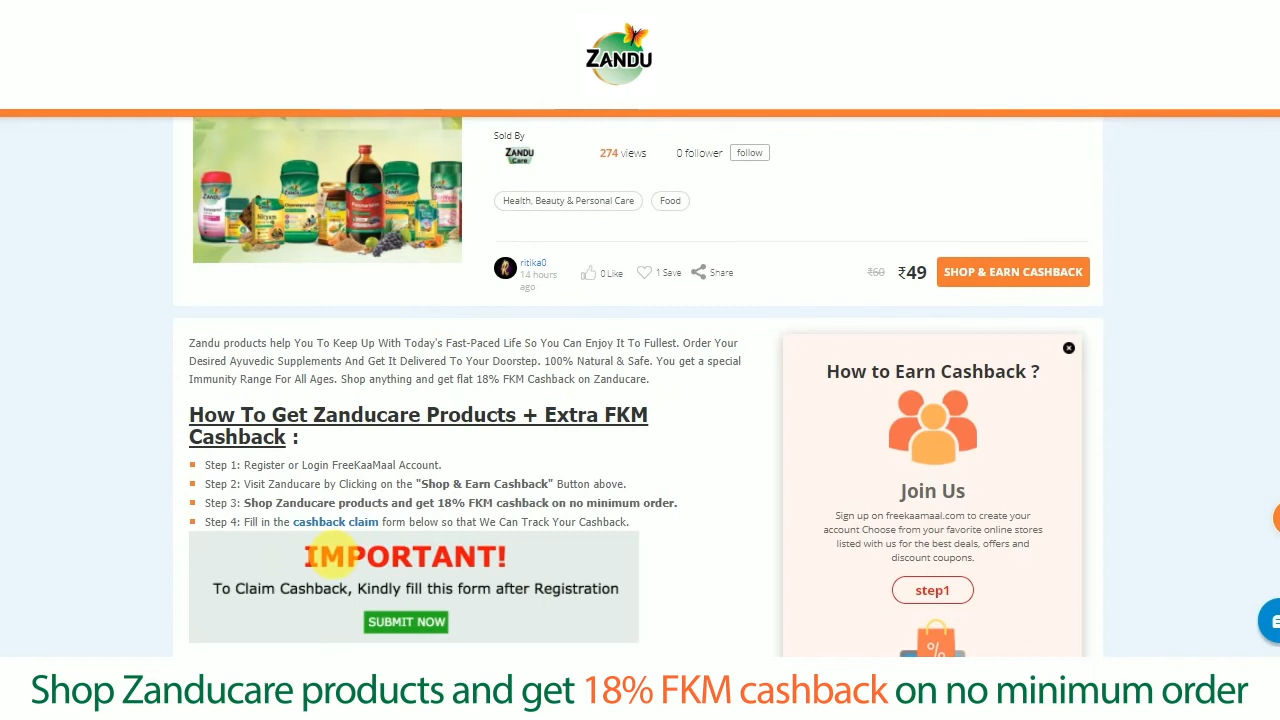 ZANDU
Sold By
ZANDU
Care
274 views
0 follower
follow
Health, Beauty & Personal Care
Food
ritika0
14 hours
ago
0 Like
1 Save
Share
₹60
₹49
SHOP & EARN CASHBACK
Zandu products help You To Keep Up With Today's Fast-Paced Life So You Can Enjoy It To Fullest. Order Your
Desired Ayuvedic Supplements And Get It Delivered To Your Doorstep. 100% Natural & Safe. You get a special
Immunity Range For All Ages. Shop anything and get flat 18% FKM Cashback on Zanducare.
How To Get Zanducare Products + Extra FKM
Cashback :
Step 1: Register or Login FreeKaaMaal Account.
Step 2: Visit Zanducare by Clicking on the "Shop & Earn Cashback" Button above.
Step 3: Shop Zanducare products and get 18% FKM cashback on no minimum order.
Step 4: Fill in the cashback claim form below so that We Can Track Your Cashback.
IMPORTANT!
To Claim Cashback, Kindly fill this form after Registration
SUBMIT NOW
How to Earn Cashback ?
Join Us
Sign up on freekaamaal.com to create your
account Choose from your favorite online stores
listed with us for the best deals, offers and
discount coupons.
step1
%
Shop Zanducare products and get 18% FKM cashback on no minimum order